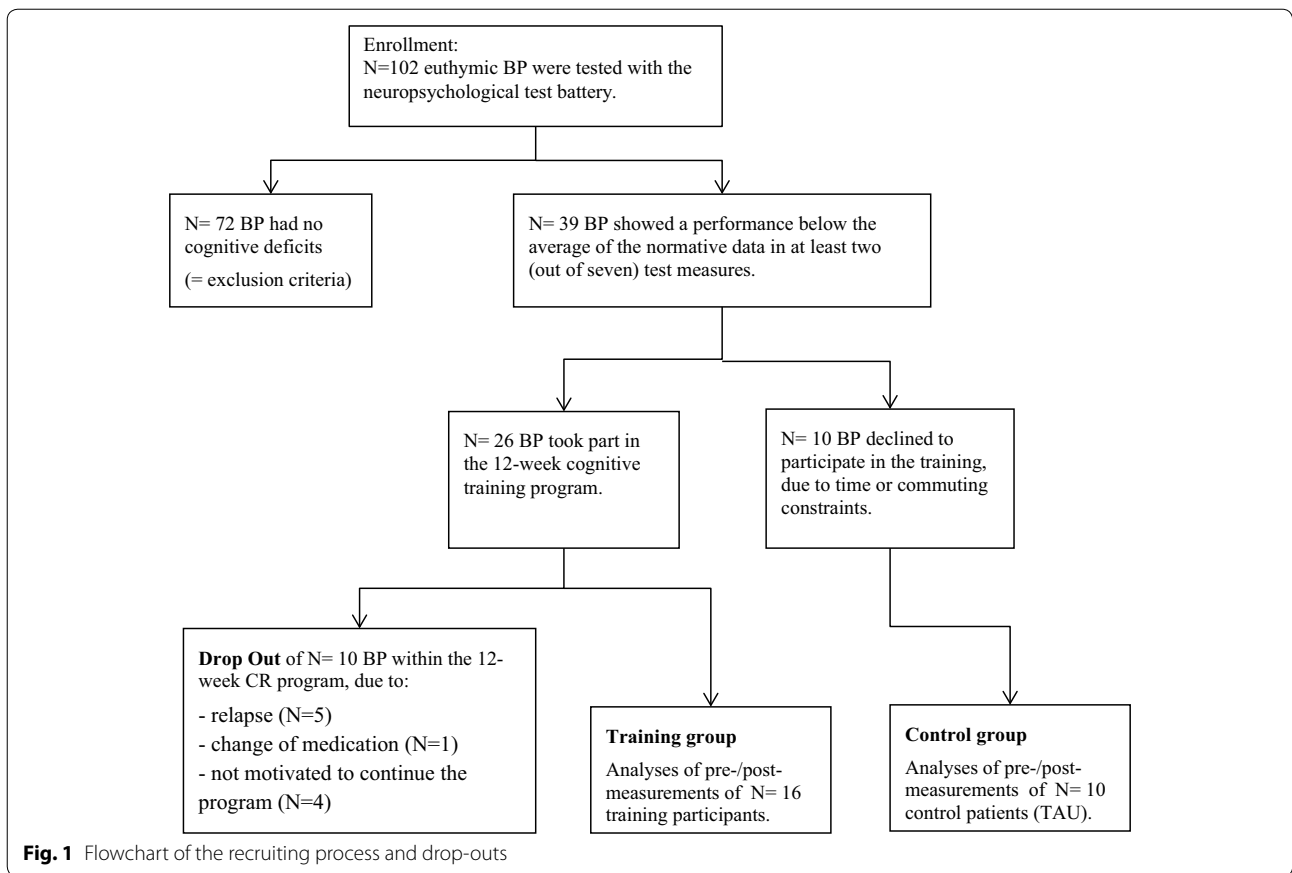 Enrollment:
N=102 euthymic BP were tested with the
neuropsychological test battery.
N= 72 BP had no
cognitive deficits
(= exclusion criteria)
N= 39 BP showed a performance below the
average of the normative data in at least two
(out of seven) test measures.
N= 26 BP took part in
the 12-week cognitive
training program.
N= 10 BP declined to
participate in the training,
due to time or commuting
constraints.
Drop Out of N= 10 BP within the 12-
week CR program, due to:
- relapse (N=5)
- change of medication (N=1)
- not motivated to continue the
program (N=4)
Training group
Analyses of pre-/post-
measurements of N= 16
training participants.
Control group
Analyses of pre-/post-
measurements of N= 10
control patients (TAU).
Fig. 1 Flowchart of the recruiting process and drop-outs